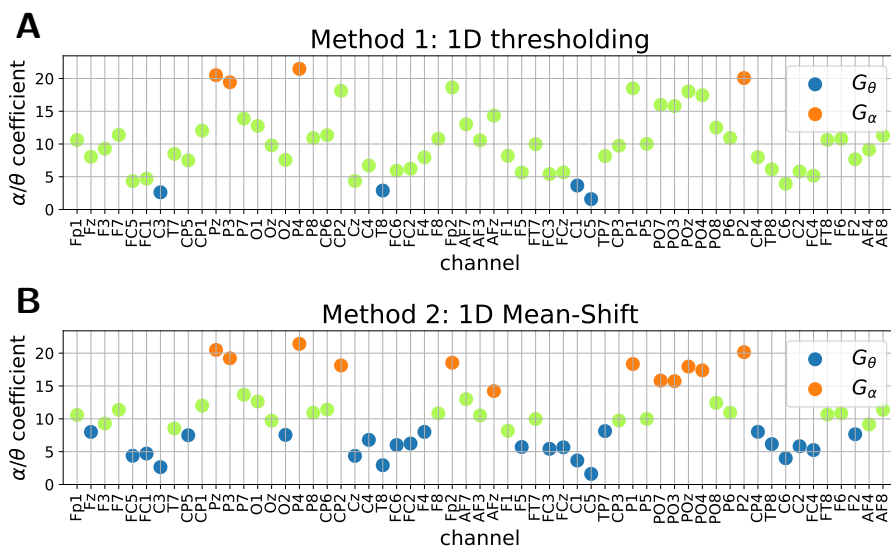 A
Method 1: 1D thresholding
α/θ coefficient
20
15
10
5
0
G_θ
G_α
Fp1 Fz F3 F7 FC5 FC1 C3 T7 CP5 CP1 Pz P3 P7 O1 Oz O2 P4 P8 CP6 CP2 Cz C4 T8 FC6 FC2 F4 F8 Fp2 AF7 AF3 AFz F1 F5 FT7 FC3 FCz C1 C5 TP7 CP3 P1 P5 PO7 PO3 POz PO4 PO8 P6 P2 CP4 TP8 C6 C2 FC4 FT8 F6 F2 AF4 AF8
channel
B
Method 2: 1D Mean-Shift
α/θ coefficient
20
15
10
5
0
G_θ
G_α
Fp1 Fz F3 F7 FC5 FC1 C3 T7 CP5 CP1 Pz P3 P7 O1 Oz O2 P4 P8 CP6 CP2 Cz C4 T8 FC6 FC2 F4 F8 Fp2 AF7 AF3 AFz F1 F5 FT7 FC3 FCz C1 C5 TP7 CP3 P1 P5 PO7 PO3 POz PO4 PO8 P6 P2 CP4 TP8 C6 C2 FC4 FT8 F6 F2 AF4 AF8
channel